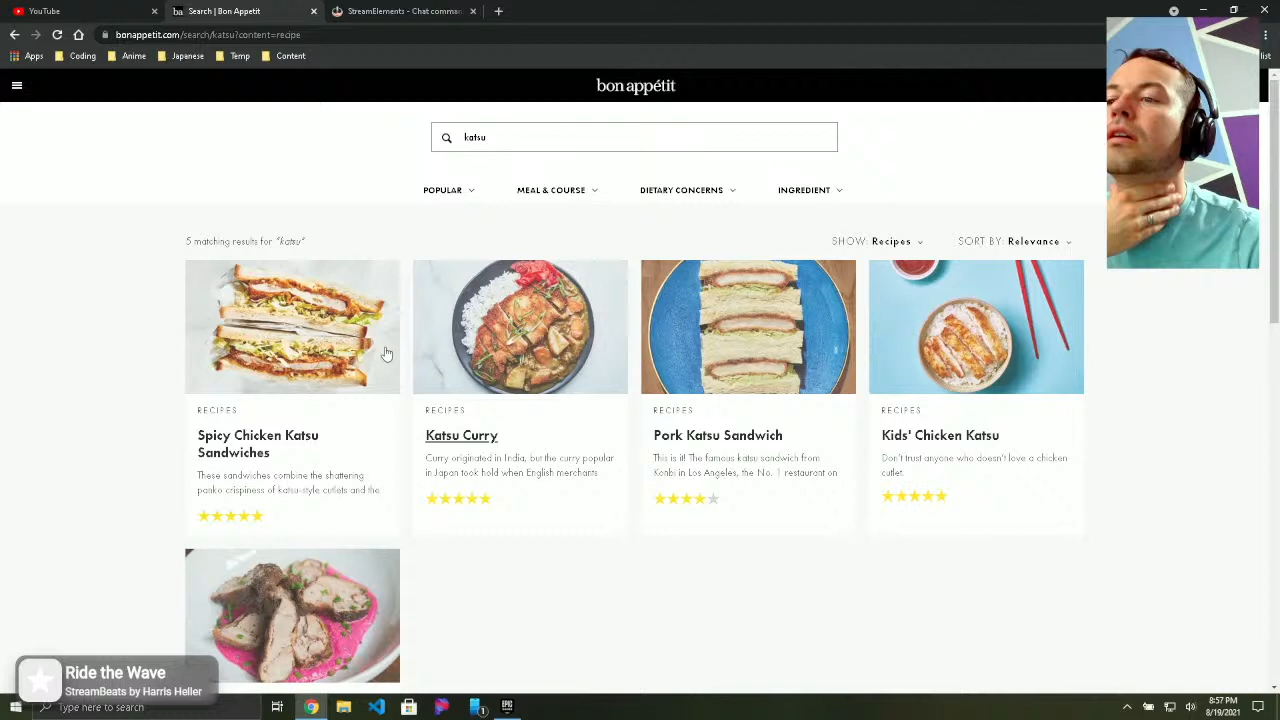 YouTube
ba Search | Bon Appétit
StreamElements - Chat comman
bonappetit.com/search/katsu?content=recipe
Apps Coding Anime Japanese Temp Content
list
bon appétit
katsu
POPULAR MEAL & COURSE DIETARY CONCERNS INGREDIENT
5 matching results for "katsu"
SHOW: Recipes SORT BY: Relevance
RECIPES
Spicy Chicken Katsu
Sandwiches
These sandwiches combine the shattering
panko crispiness of katsu-style cutlets and the
RECIPES
Katsu Curry
Curry originated in India, but the curry popular
in Japan took hold when English merchants
RECIPES
Pork Katsu Sandwich
This is it! The famous katsu sandwich from
Konbi in Los Angeles, the No. 1 restaurant on
RECIPES
Kids' Chicken Katsu
Don't trust anyone who doesn't love a chicken
cutlet.
Ride the Wave
StreamBeats by Harris Heller
Type here to search
EPIC
1
8:57 PM
8/19/2021